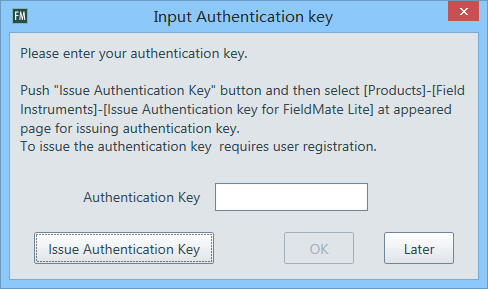 FM Input Authentication key
Please enter your authentication key.
Push "Issue Authentication Key" button and then select [Products]-[Field
Instruments]-[Issue Authentication key for FieldMate Lite] at appeared
page for issuing authentication key.
To issue the authentication key  requires user registration.
Authentication Key
Issue Authentication Key OK Later